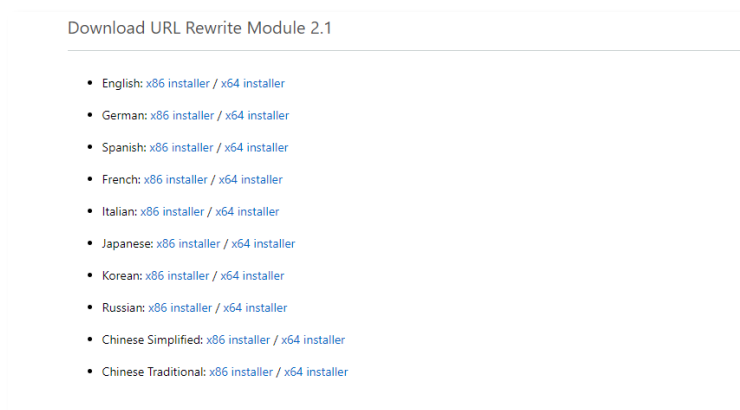 Download URL Rewrite Module 2.1
• English: x86 installer / x64 installer
• German: x86 installer / x64 installer
• Spanish: x86 installer / x64 installer
• French: x86 installer / x64 installer
• Italian: x86 installer / x64 installer
• Japanese: x86 installer / x64 installer
• Korean: x86 installer / x64 installer
• Russian: x86 installer / x64 installer
• Chinese Simplified: x86 installer / x64 installer
• Chinese Traditional: x86 installer / x64 installer